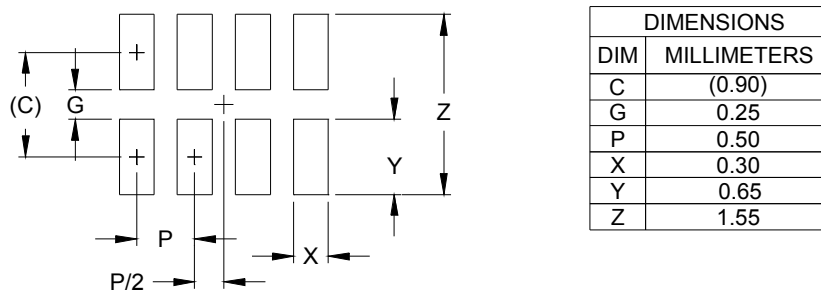 (C)
G
Z
Y
P
X
P/2
DIMENSIONS
DIM MILLIMETERS
C (0.90)
G 0.25
P 0.50
X 0.30
Y 0.65
Z 1.55